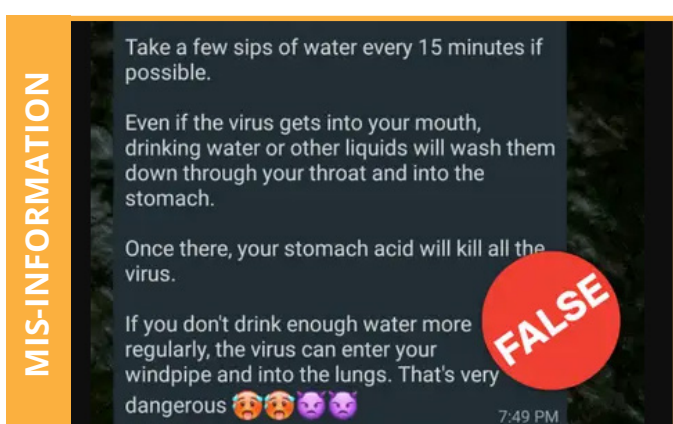 MIS-INFORMATION
Take a few sips of water every 15 minutes if
possible.
Even if the virus gets into your mouth,
drinking water or other liquids will wash them
down through your throat and into the
stomach.
Once there, your stomach acid will kill all the
virus.
If you don't drink enough water more
regularly, the virus can enter your
windpipe and into the lungs. That's very
dangerous 🥵🥵😈😈
7:49 PM
FALSE